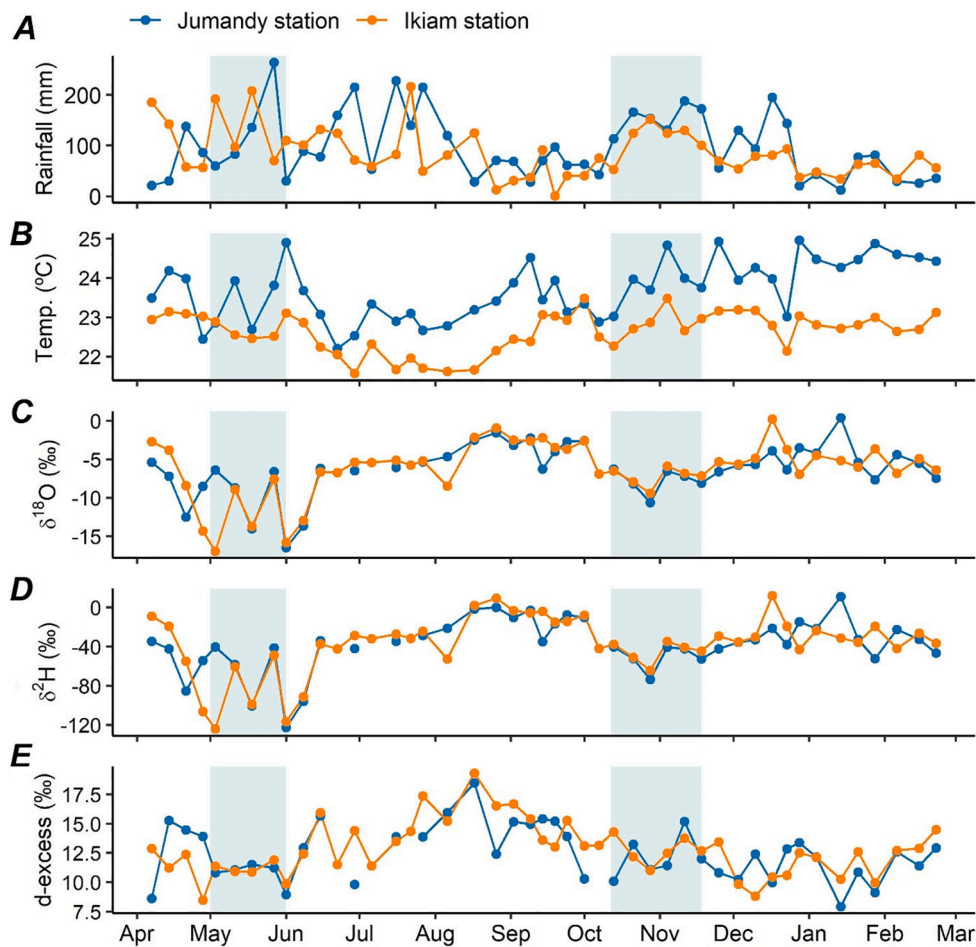 Jumandy station Ikiam station
A
Rainfall (mm)
200
100
0
B
Temp. (ºC)
25
24
23
22
C
δ18O (‰)
0
-5
-10
-15
D
δ2H (‰)
0
-40
-80
-120
E
d-excess (‰)
17.5
15.0
12.5
10.0
7.5
Apr May Jun Jul Aug Sep Oct Nov Dec Jan Feb Mar